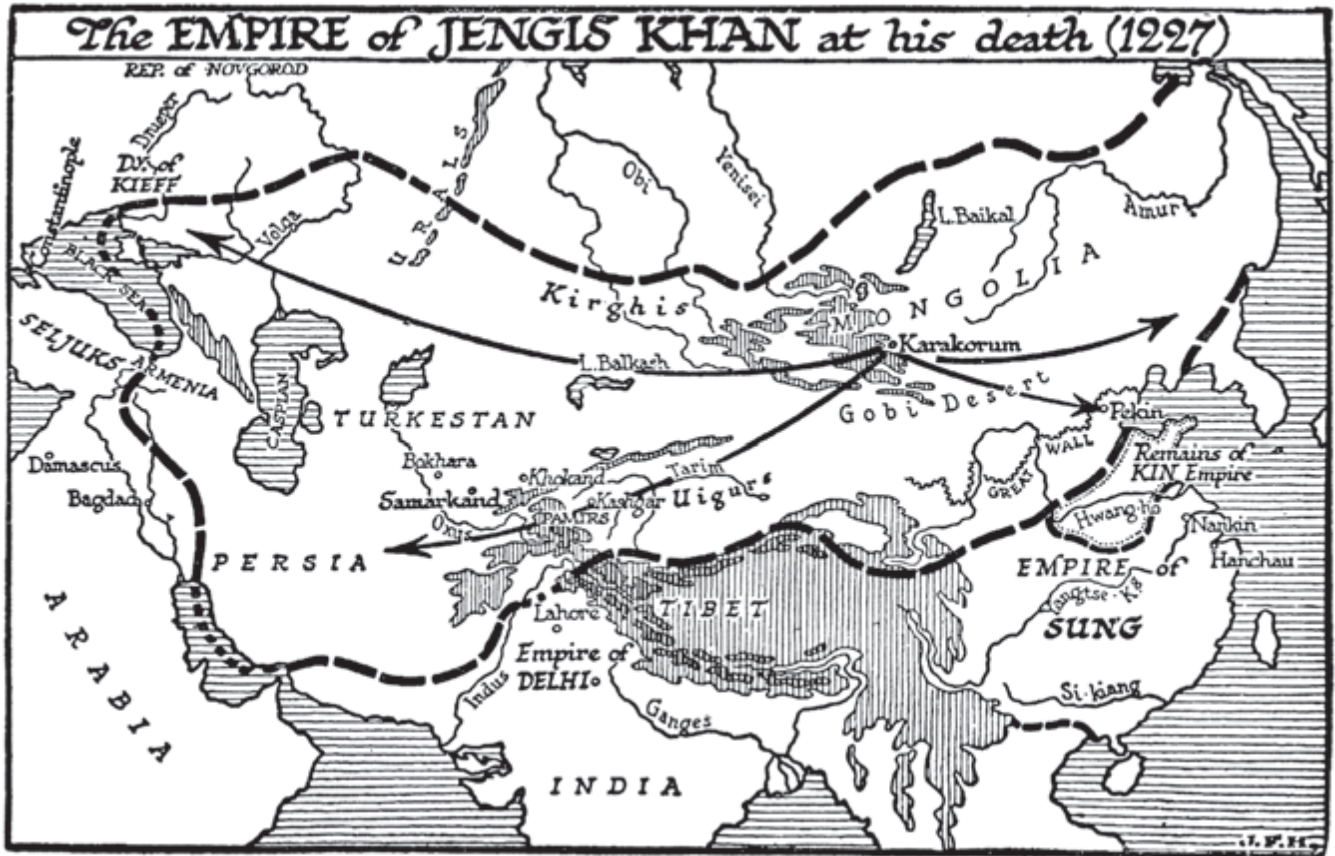 The EMPIRE of JENGIS KHAN at his death (1227)
REP. of NOVGOROD
Dnieper
URALS
Obi
Yenisei
Constantinople
DY. of
KIEFF
Volga
L. Baikal
Amur
BLACK SEA
Kirghis
MONGOLIA
SELJUKS
ARMENIA
Karakorum
L. Balkash
Gobi Desert
CASPIAN
TURKESTAN
Pekin
GREAT WALL
Remains of
KIN Empire
Damascus
Bokhara
Khokand
Tarim
Bagdad
Samarkand
Kashgar
Uigurs
Oxus
PAMIRS
Hwang-ho
Nankin
PERSIA
EMPIRE of
SUNG
Hanchau
Yangtse-Kg
ARABIA
Lahore
TIBET
Empire of
DELHI
Indus
Ganges
Si-kiang
INDIA
J.F.H.